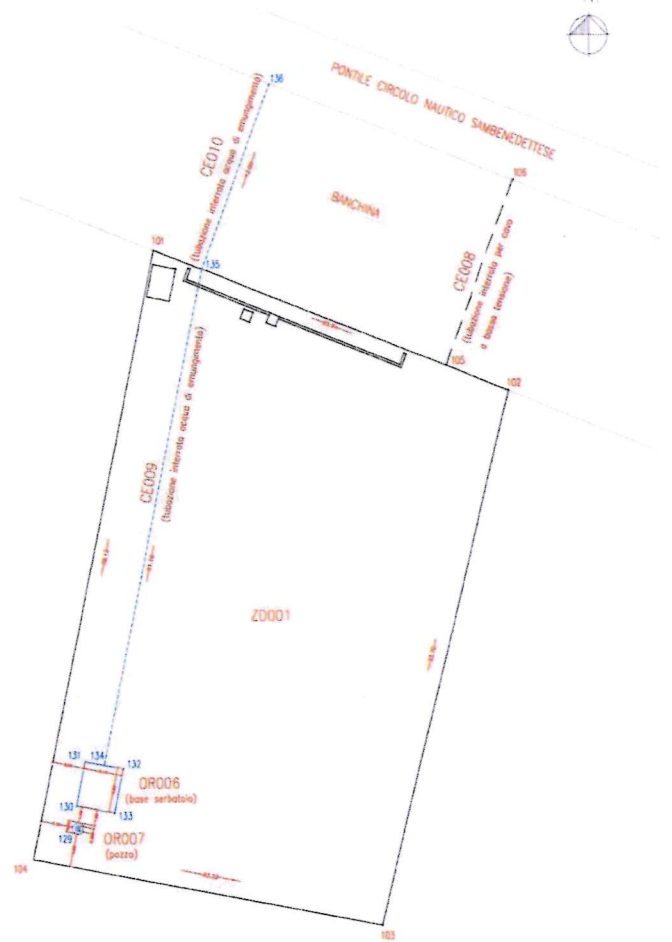 136
PONTILE CIRCOLO NAUTICO SAMBENEDETTESE
CE010
(tubazione interrata acqua di emungimento)
BANCHINA
106
CE008
(tubazione interrata per cavo
a bassa tensione)
101
135
105
102
CE009
(tubazione interrata acqua di emungimento)
ZD001
131
134
132
OR006
(base serbatoio)
130
133
129
OR007
(pozzo)
104
103